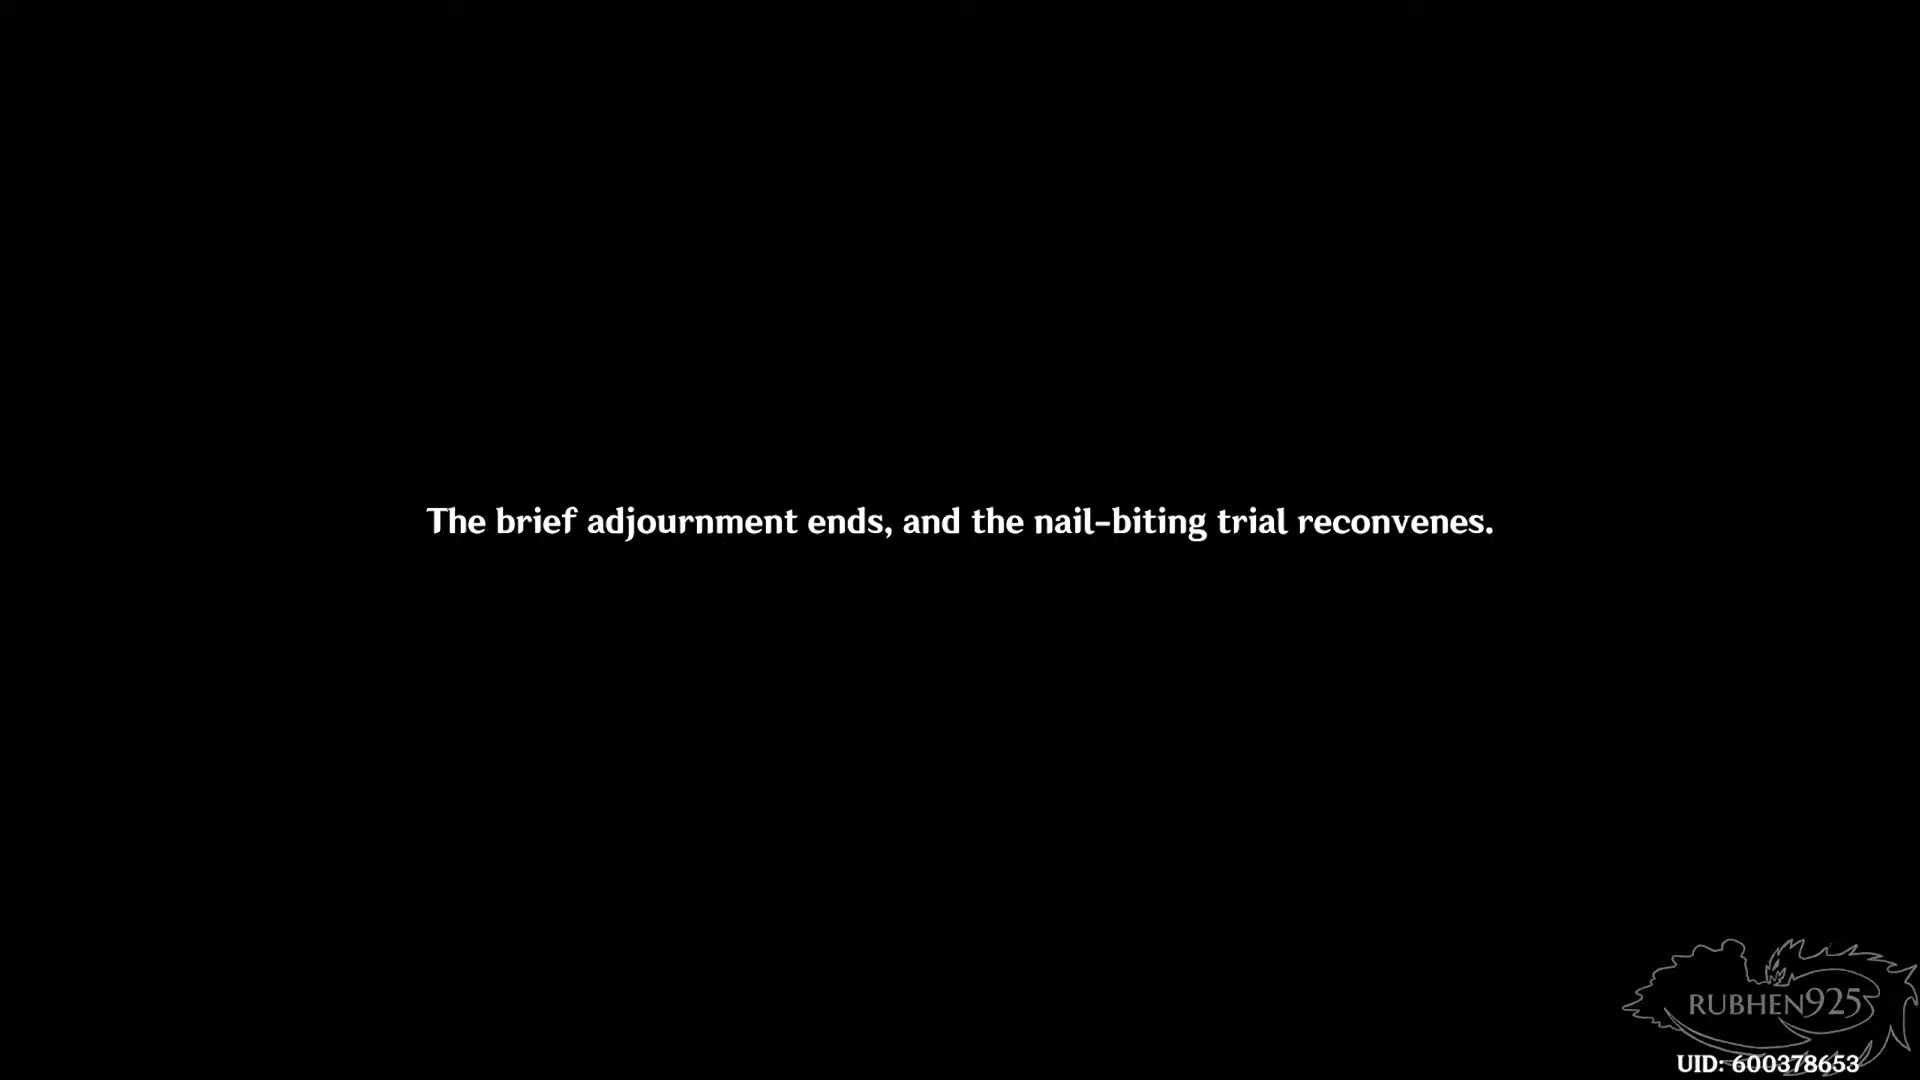 The brief adjournment ends, and the nail-biting trial reconvenes.
RUBHEN925
UID: 600378653